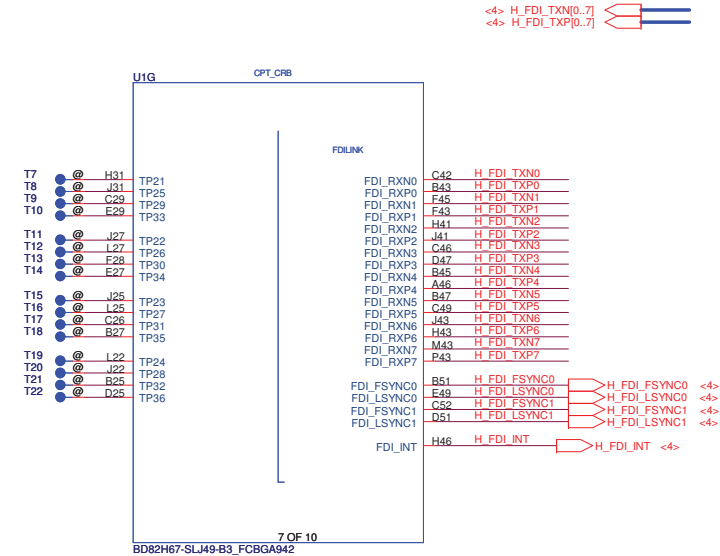 <4> H_FDI_TXN[0..7]
<4> H_FDI_TXP[0..7]
U1G
CPT_CRB
FDILINK
T7 @ H31 TP21
T8 @ J31 TP25
T9 @ C29 TP29
T10 @ E29 TP33
T11 @ J27 TP22
T12 @ L27 TP26
T13 @ F28 TP30
T14 @ E27 TP34
T15 @ J25 TP23
T16 @ L25 TP27
T17 @ C26 TP31
T18 @ B27 TP35
T19 @ L22 TP24
T20 @ J22 TP28
T21 @ B25 TP32
T22 @ D25 TP36
FDI_RXN0 C42 H_FDI_TXN0
FDI_RXP0 B43 H_FDI_TXP0
FDI_RXN1 F45 H_FDI_TXN1
FDI_RXP1 F43 H_FDI_TXP1
FDI_RXN2 H41 H_FDI_TXN2
FDI_RXP2 J41 H_FDI_TXP2
FDI_RXN3 C46 H_FDI_TXN3
FDI_RXP3 D47 H_FDI_TXP3
FDI_RXN4 B45 H_FDI_TXN4
FDI_RXP4 A46 H_FDI_TXP4
FDI_RXN5 B47 H_FDI_TXN5
FDI_RXP5 C49 H_FDI_TXP5
FDI_RXN6 J43 H_FDI_TXN6
FDI_RXP6 H43 H_FDI_TXP6
FDI_RXN7 M43 H_FDI_TXN7
FDI_RXP7 P43 H_FDI_TXP7
FDI_FSYNC0 B51 H_FDI_FSYNC0 H_FDI_FSYNC0 <4>
FDI_LSYNC0 E49 H_FDI_LSYNC0 H_FDI_LSYNC0 <4>
FDI_FSYNC1 C52 H_FDI_FSYNC1 H_FDI_FSYNC1 <4>
FDI_LSYNC1 D51 H_FDI_LSYNC1 H_FDI_LSYNC1 <4>
FDI_INT H46 H_FDI_INT H_FDI_INT <4>
7 OF 10
BD82H67-SLJ49-B3_FCBGA942